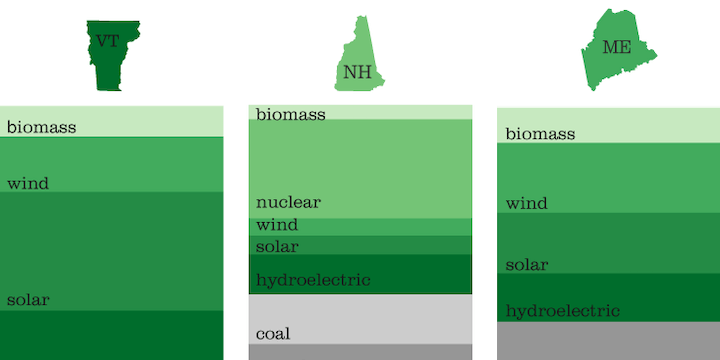 VT
NH
ME
biomass
wind
solar
biomass
nuclear
wind
solar
hydroelectric
coal
biomass
wind
solar
hydroelectric